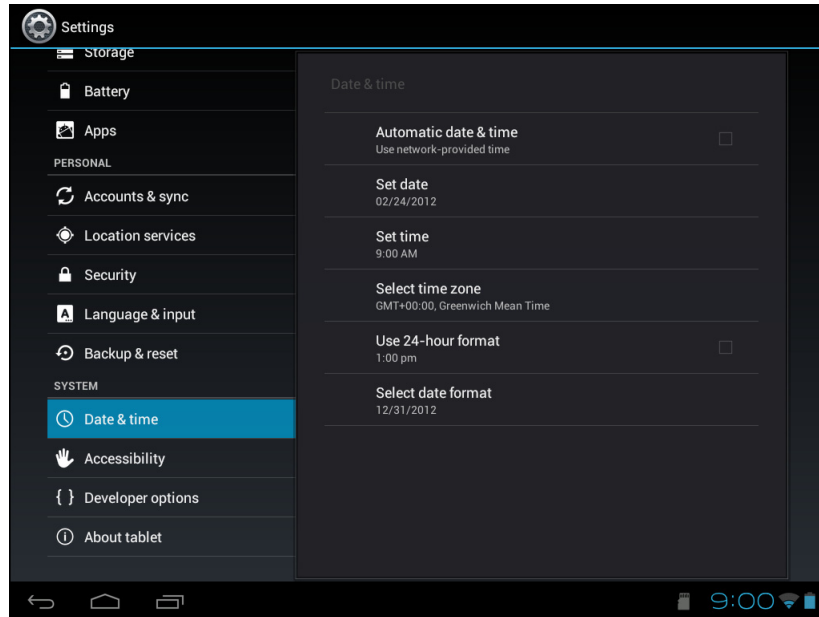 Settings
Storage
Battery
Apps
PERSONAL
Accounts & sync
Location services
Security
Language & input
Backup & reset
SYSTEM
Date & time
Accessibility
{ } Developer options
About tablet
Date & time
Automatic date & time
Use network-provided time
Set date
02/24/2012
Set time
9:00 AM
Select time zone
GMT+00:00, Greenwich Mean Time
Use 24-hour format
1:00 pm
Select date format
12/31/2012
9:00